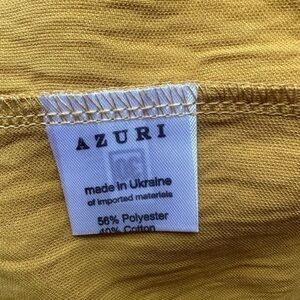 AZURI
made in Ukraine
of imported materials
56% Polyester
40% Cotton